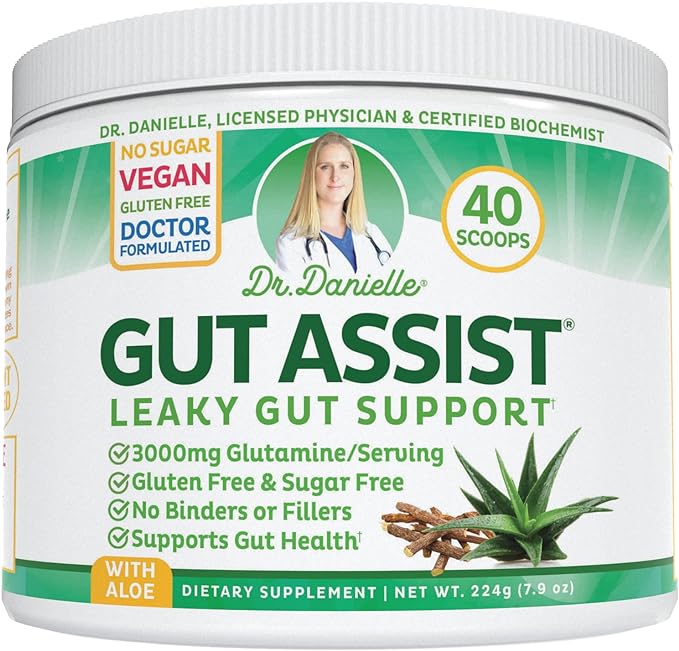 DR. DANIELLE, LICENSED PHYSICIAN & CERTIFIED BIOCHEMIST
NO SUGAR
VEGAN
GLUTEN FREE
DOCTOR
FORMULATED
40
SCOOPS
Dr. Danielle®
GUT ASSIST®
LEAKY GUT SUPPORT†
3000mg Glutamine/Serving
Gluten Free & Sugar Free
No Binders or Fillers
Supports Gut Health†
WITH
ALOE
DIETARY SUPPLEMENT | NET WT. 224g (7.9 oz)